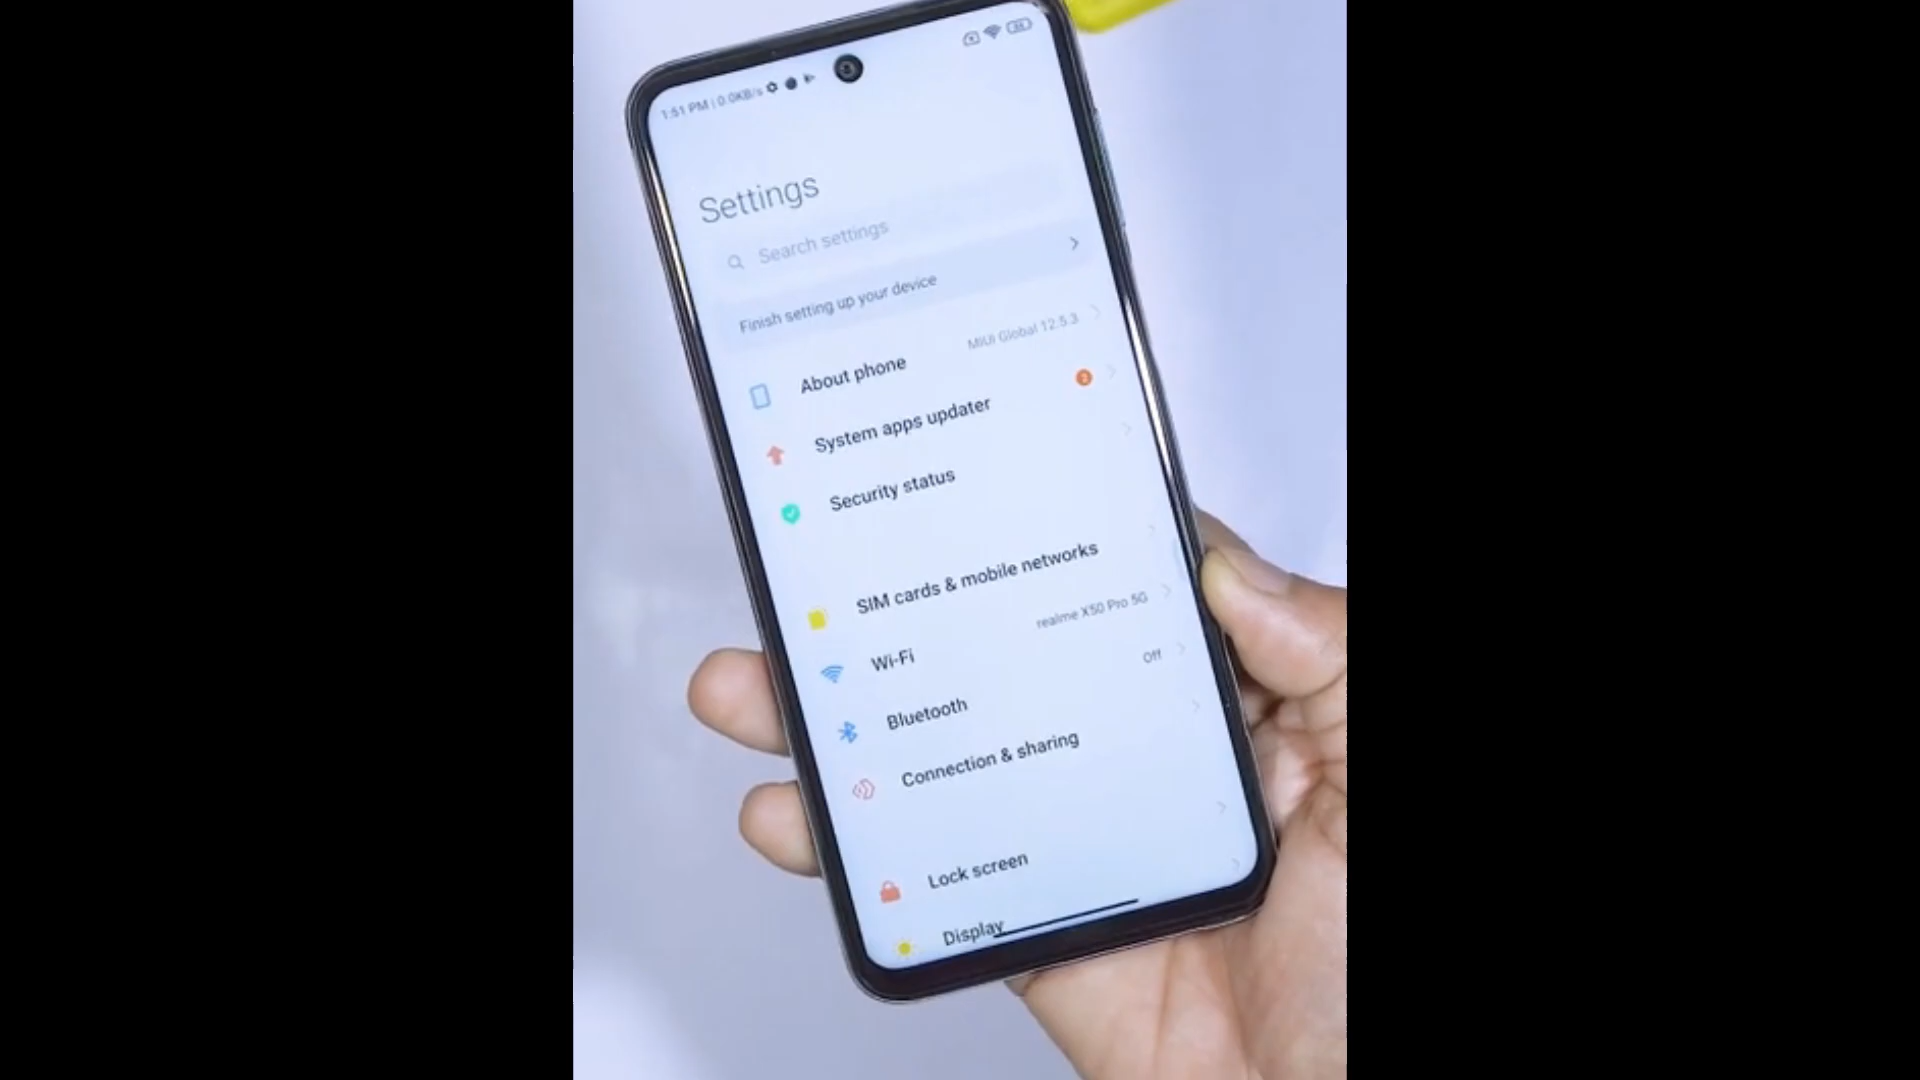 1:51 PM | 0.0KB/s
Settings
Search settings
Finish setting up your device
About phone MIUI Global 12.5.3
System apps updater
Security status
SIM cards & mobile networks
Wi-Fi realme X50 Pro 5G
Bluetooth Off
Connection & sharing
Lock screen
Display